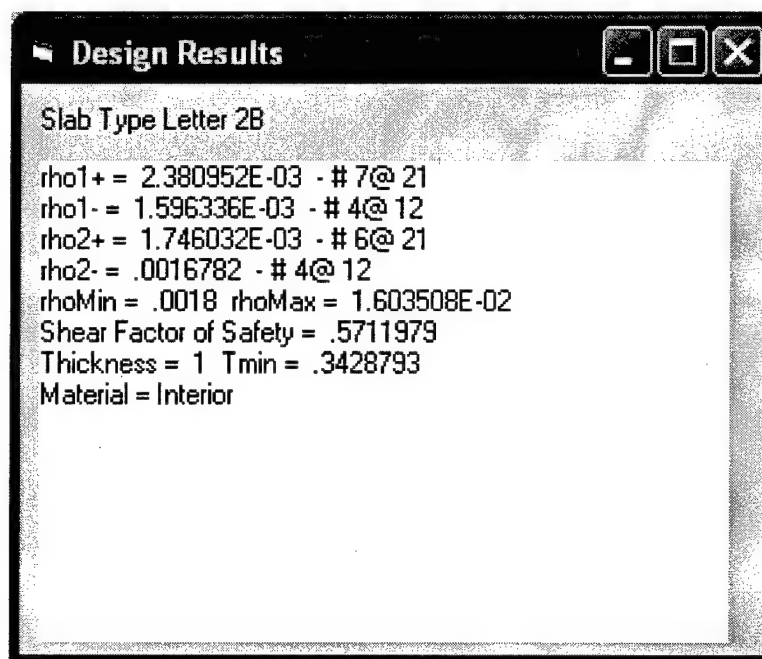 Design Results
Slab Type Letter 2B
rho1+ = 2.380952E-03 - # 7@ 21
rho1- = 1.596336E-03 - # 4@ 12
rho2+ = 1.746032E-03 - # 6@ 21
rho2- = .0016782 - # 4@ 12
rhoMin = .0018 rhoMax = 1.603508E-02
Shear Factor of Safety = .5711979
Thickness = 1 Tmin = .3428793
Material = Interior